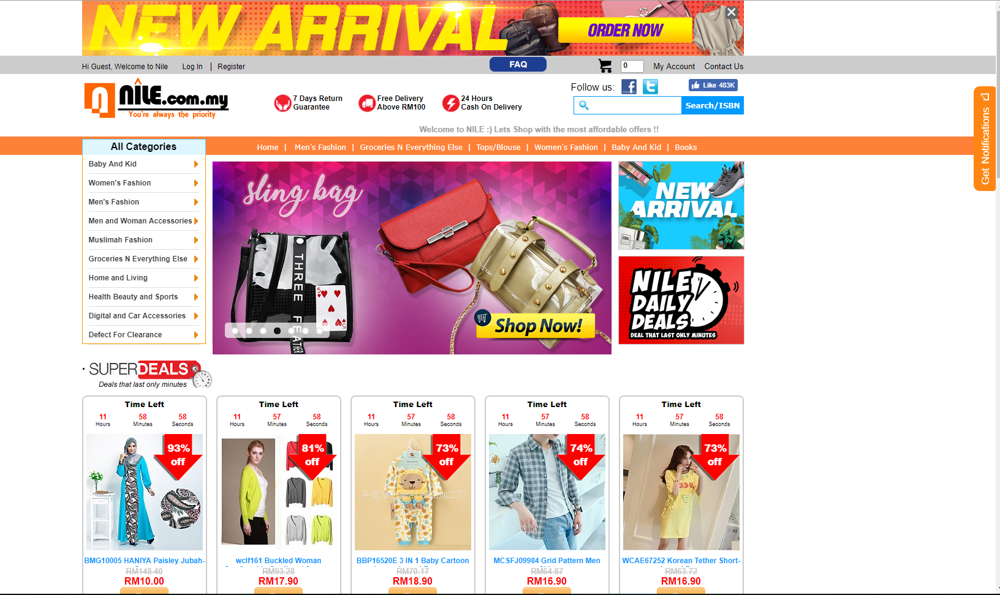 NEW ARRIVAL
ORDER NOW
Hi Guest, Welcome to Nile
Log In | Register
FAQ
0
My Account
Contact Us
NILE.com.my
You're always the priority
7 Days Return
Guarantee
Free Delivery
Above RM100
24 Hours
Cash On Delivery
Follow us:
Like 483K
Search/ISBN
Get Notifications
Welcome to NILE :) Lets Shop with the most affordable offers !!
All Categories
Home | Men's Fashion | Groceries N Everything Else | Tops/Blouse | Women's Fashion | Baby And Kid | Books
Baby And Kid
Women's Fashion
Men's Fashion
Men and Woman Accessories
Muslimah Fashion
Groceries N Everything Else
Home and Living
Health Beauty and Sports
Digital and Car Accessories
Defect For Clearance
sling bag
THREE FEATHER
5
5
Shop Now!
NEW
ARRIVAL
COOL
NILE
DAILY
DEALS
DEAL THAT LAST ONLY MINUTES
SUPERDEALS
Deals that last only minutes
Time Left
11 58 58
Hours Minutes Seconds
93%
off
BMG10005 HANIYA Paisley Jubah-
RM148.40
RM10.00
Time Left
11 57 58
Hours Minutes Seconds
81%
off
wclf161 Buckled Woman
RM93.28
RM17.90
Time Left
11 57 58
Hours Minutes Seconds
73%
off
BBP16520E 3 IN 1 Baby Cartoon
RM70.17
RM18.90
Time Left
11 57 58
Hours Minutes Seconds
74%
off
MCSFJ09984 Grid Pattern Men
RM64.87
RM16.90
Time Left
11 57 58
Hours Minutes Seconds
73%
off
WCAE67252 Korean Tether Short-
RM63.72
RM16.90